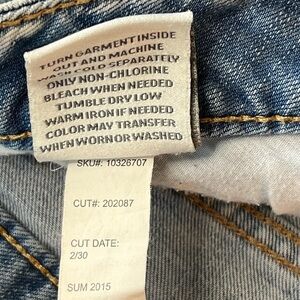 TURN GARMENT INSIDE
OUT AND MACHINE
WASH COLD SEPARATELY
ONLY NON-CHLORINE
BLEACH WHEN NEEDED
TUMBLE DRY LOW
WARM IRON IF NEEDED
COLOR MAY TRANSFER
WHEN WORN OR WASHED
SKU#: 10326707
CUT#: 202087
CUT DATE:
2/30
SUM 2015